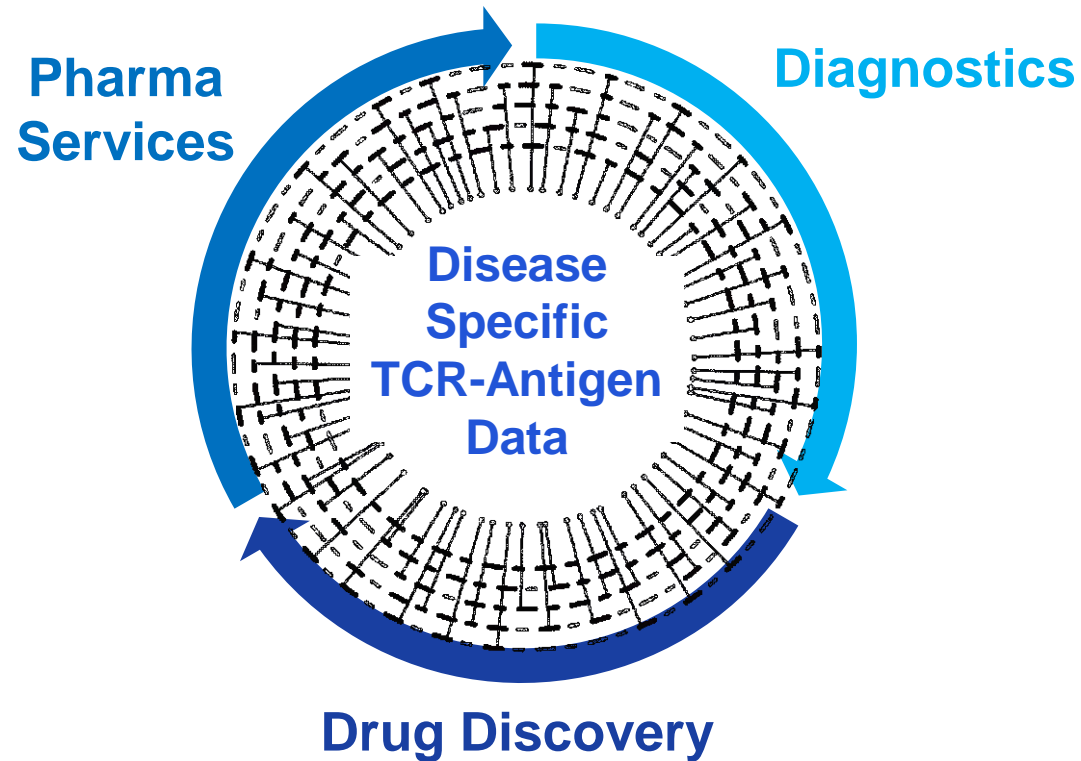 Pharma
Services
Diagnostics
Disease
Specific
TCR-Antigen
Data
Drug Discovery